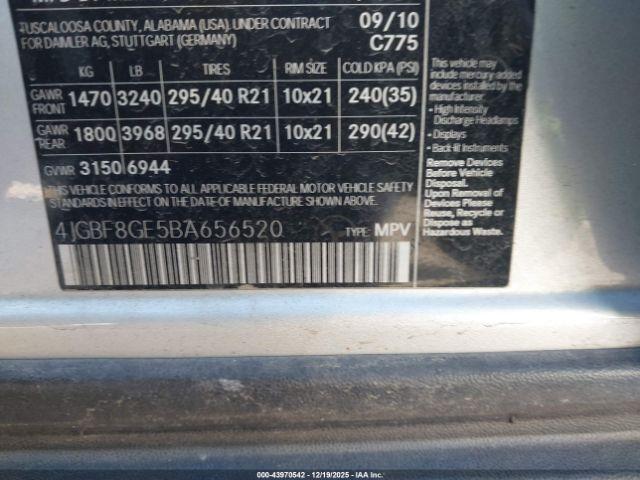 TUSCALOOSA COUNTY, ALABAMA (USA), UNDER CONTRACT 09/10
FOR DAIMLER AG, STUTTGART (GERMANY) C775
KG LB TIRES RIM SIZE COLD KPA (PSI)
GAWR FRONT 1470 3240 295/40 R21 10x21 240(35)
GAWR REAR 1800 3968 295/40 R21 10x21 290(42)
GVWR 3150 6944
THIS VEHICLE CONFORMS TO ALL APPLICABLE FEDERAL MOTOR VEHICLE SAFETY
STANDARDS IN EFFECT ON THE DATE OF MANUFACTURE SHOWN ABOVE.
4JGBF8GE5BA656520 TYPE: MPV
This vehicle may
include mercury-added
devices installed by the
manufacturer:
- High Intensity
Discharge Headlamps
- Displays
- Back-lit Instruments
Remove Devices
Before Vehicle
Disposal.
Upon Removal of
Devices Please
Reuse, Recycle or
Dispose as
Hazardous Waste.
000-43970542 - 12/19/2025 - IAA